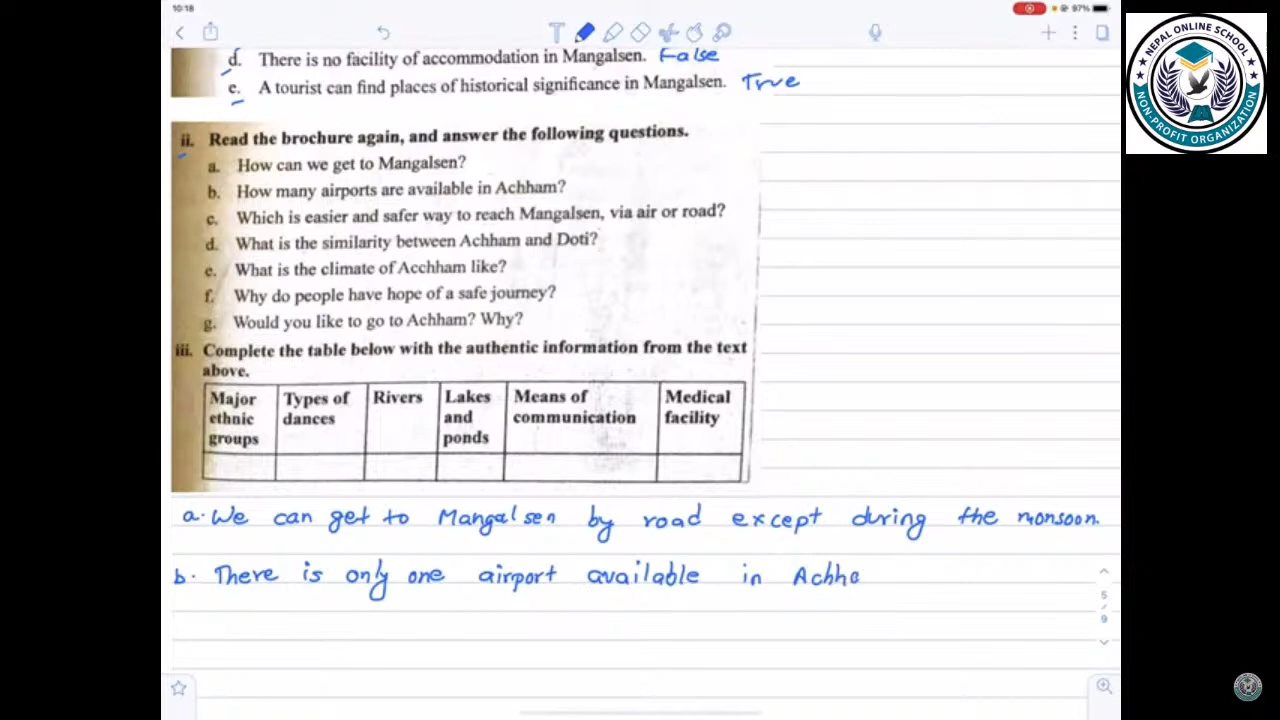 10:18
97%
NEPAL ONLINE SCHOOL
NON-PROFIT ORGANIZATION
d. There is no facility of accommodation in Mangalsen. False
e. A tourist can find places of historical significance in Mangalsen. True
ii. Read the brochure again, and answer the following questions.
a. How can we get to Mangalsen?
b. How many airports are available in Achham?
c. Which is easier and safer way to reach Mangalsen, via air or road?
d. What is the similarity between Achham and Doti?
e. What is the climate of Acchham like?
f. Why do people have hope of a safe journey?
g. Would you like to go to Achham? Why?
iii. Complete the table below with the authentic information from the text
above.
Major ethnic groups
Types of dances
Rivers
Lakes and ponds
Means of communication
Medical facility
a. We can get to Mangalsen by road except during the monsoon.
b. There is only one airport available in Achha
5
/
9